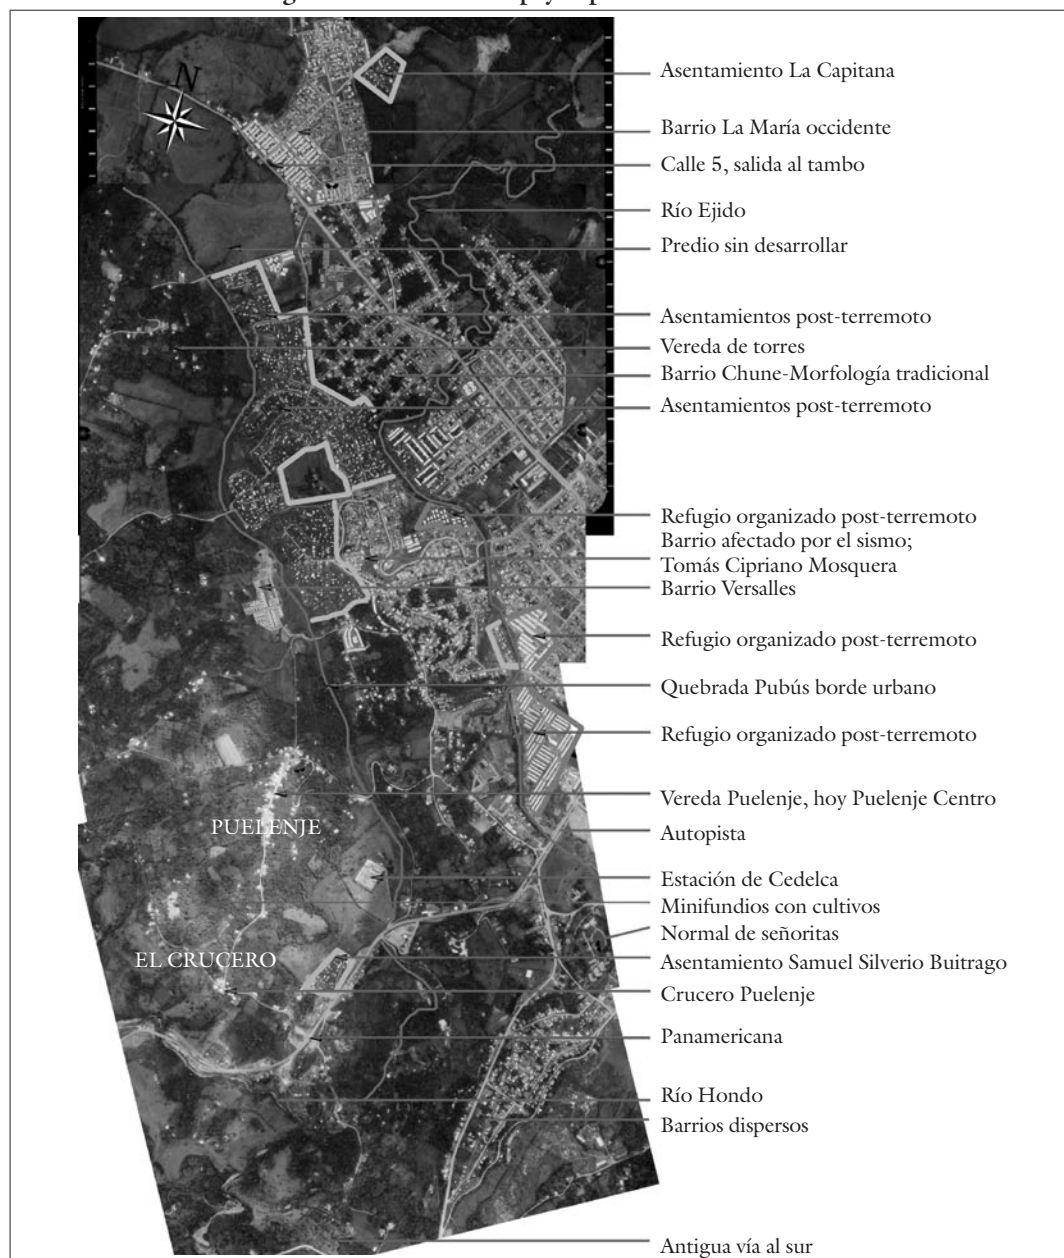 N
Asentamiento La Capitana
Barrio La María occidente
Calle 5, salida al tambo
Río Ejido
Predio sin desarrollar
Asentamientos post-terremoto
Vereda de torres
Barrio Chune-Morfología tradicional
Asentamientos post-terremoto
Refugio organizado post-terremoto
Barrio afectado por el sismo;
Tomás Cipriano Mosquera
Barrio Versalles
Refugio organizado post-terremoto
Quebrada Pubús borde urbano
Refugio organizado post-terremoto
Vereda Puelenje, hoy Puelenje Centro
PUELENJE
Autopista
Estación de Cedelca
Minifundios con cultivos
Normal de señoritas
EL CRUCERO
Asentamiento Samuel Silverio Buitrago
Crucero Puelenje
Panamericana
Río Hondo
Barrios dispersos
Antigua vía al sur